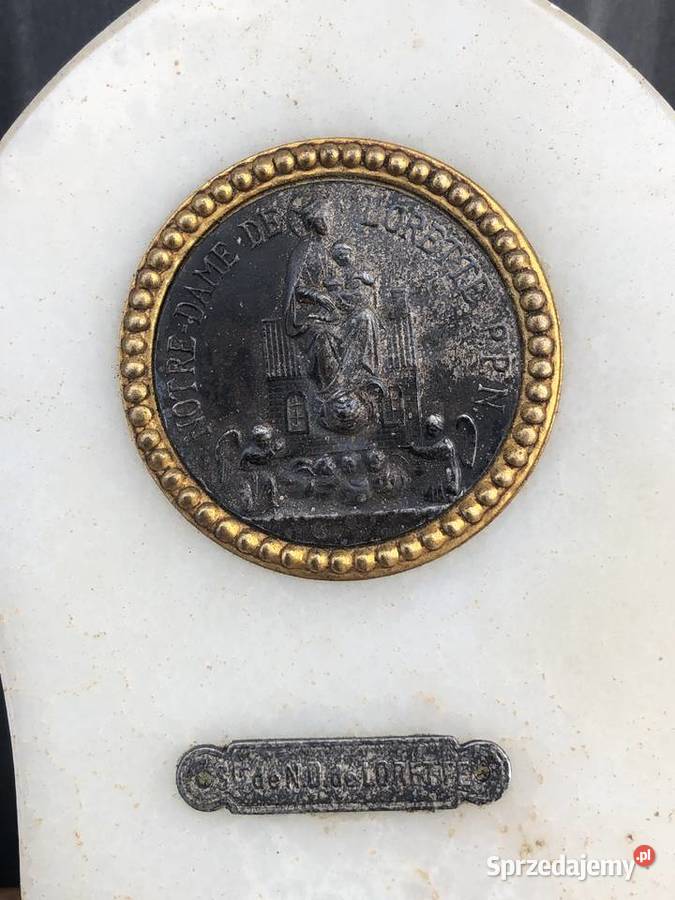 NOTRE-DAME-DE LORETTE P.P.N.
St de N.D. de LORETTE
Sprzedajemy.pl